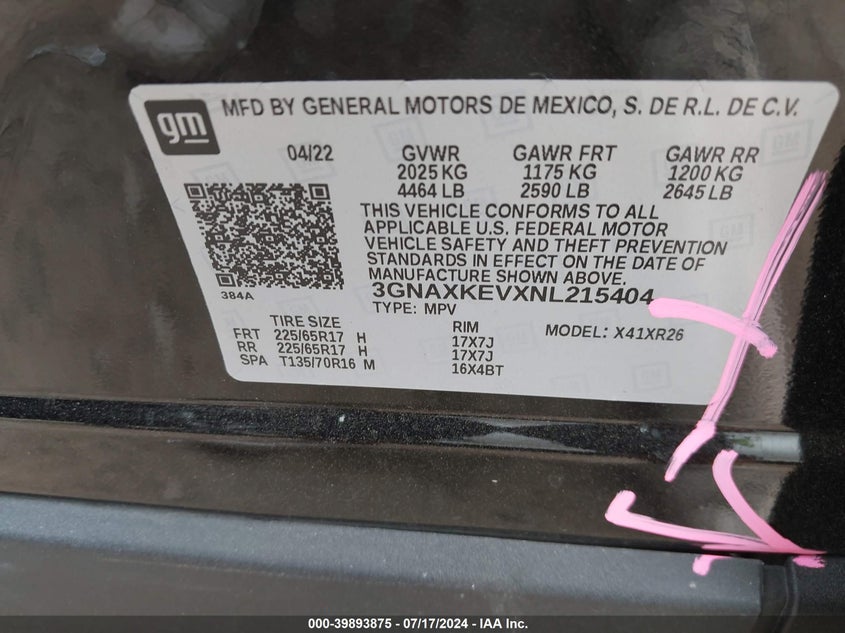 gm
MFD BY GENERAL MOTORS DE MEXICO, S. DE R.L. DE C.V.
04/22 GVWR GAWR FRT GAWR RR
2025 KG 1175 KG 1200 KG
4464 LB 2590 LB 2645 LB
THIS VEHICLE CONFORMS TO ALL
APPLICABLE U.S. FEDERAL MOTOR
VEHICLE SAFETY AND THEFT PREVENTION
STANDARDS IN EFFECT ON THE DATE OF
MANUFACTURE SHOWN ABOVE.
384A
3GNAXKEVXNL215404
TYPE: MPV
TIRE SIZE RIM MODEL: X41XR26
FRT 225/65R17 H 17X7J
RR 225/65R17 H 17X7J
SPA T135/70R16 M 16X4BT
000-39893875 / 07/17/2024 - IAA Inc.